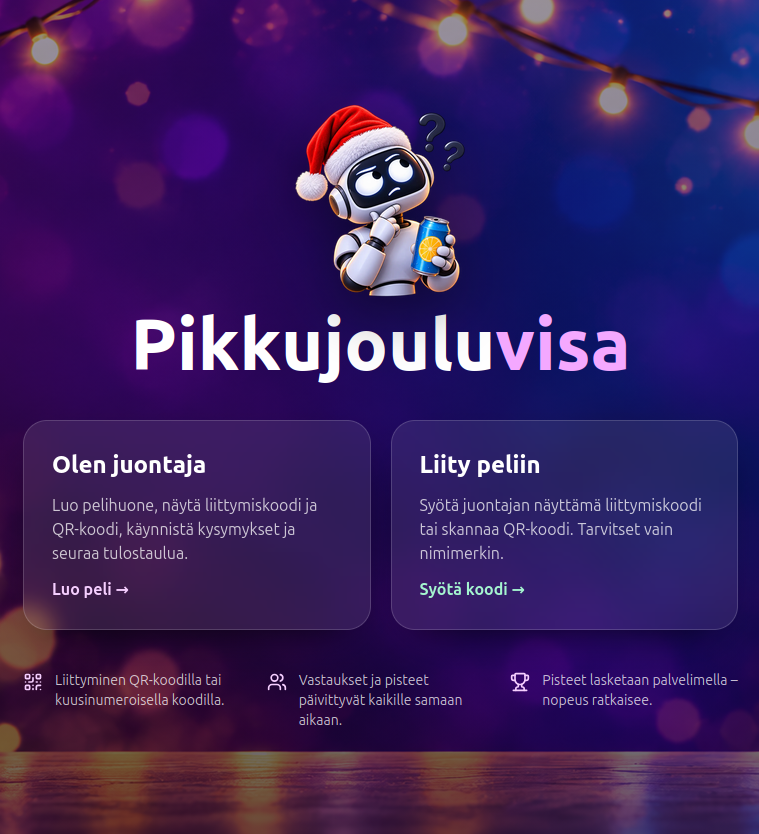 ??
Pikkujouluvisa
Olen juontaja
Luo pelihuone, näytä liittymiskoodi ja
QR-koodi, käynnistä kysymykset ja
seuraa tulostaulua.
Luo peli →
Liity peliin
Syötä juontajan näyttämä liittymiskoodi
tai skannaa QR-koodi. Tarvitset vain
nimimerkin.
Syötä koodi →
Liittyminen QR-koodilla tai
kuusinumeroisella koodilla.
Vastaukset ja pisteet
päivittyvät kaikille samaan
aikaan.
Pisteet lasketaan palvelimella –
nopeus ratkaisee.